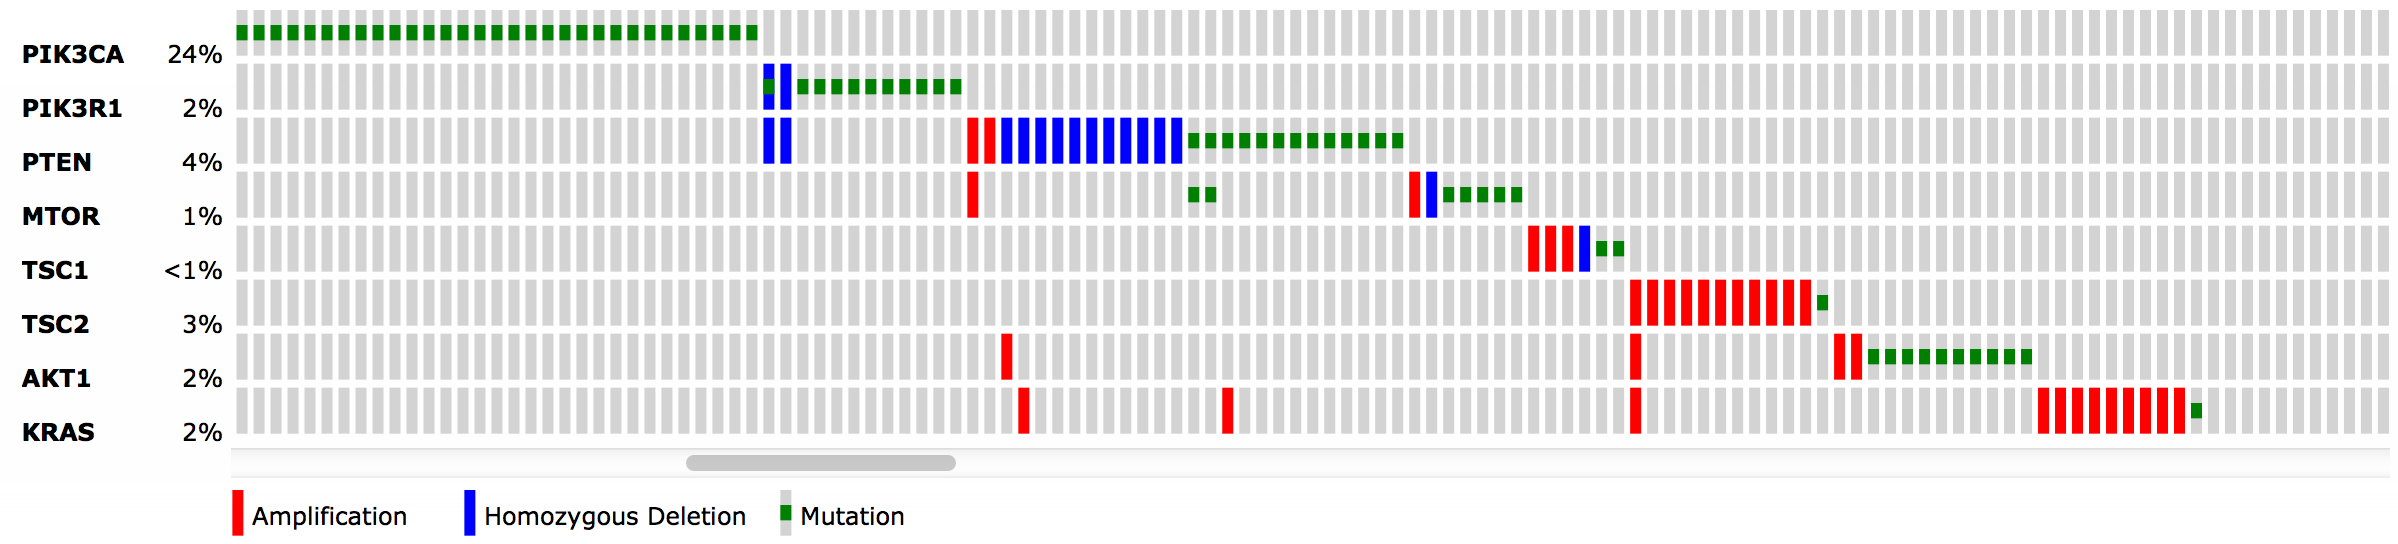 PIK3CA 24%
PIK3R1 2%
PTEN 4%
MTOR 1%
TSC1 <1%
TSC2 3%
AKT1 2%
KRAS 2%
Amplification Homozygous Deletion Mutation